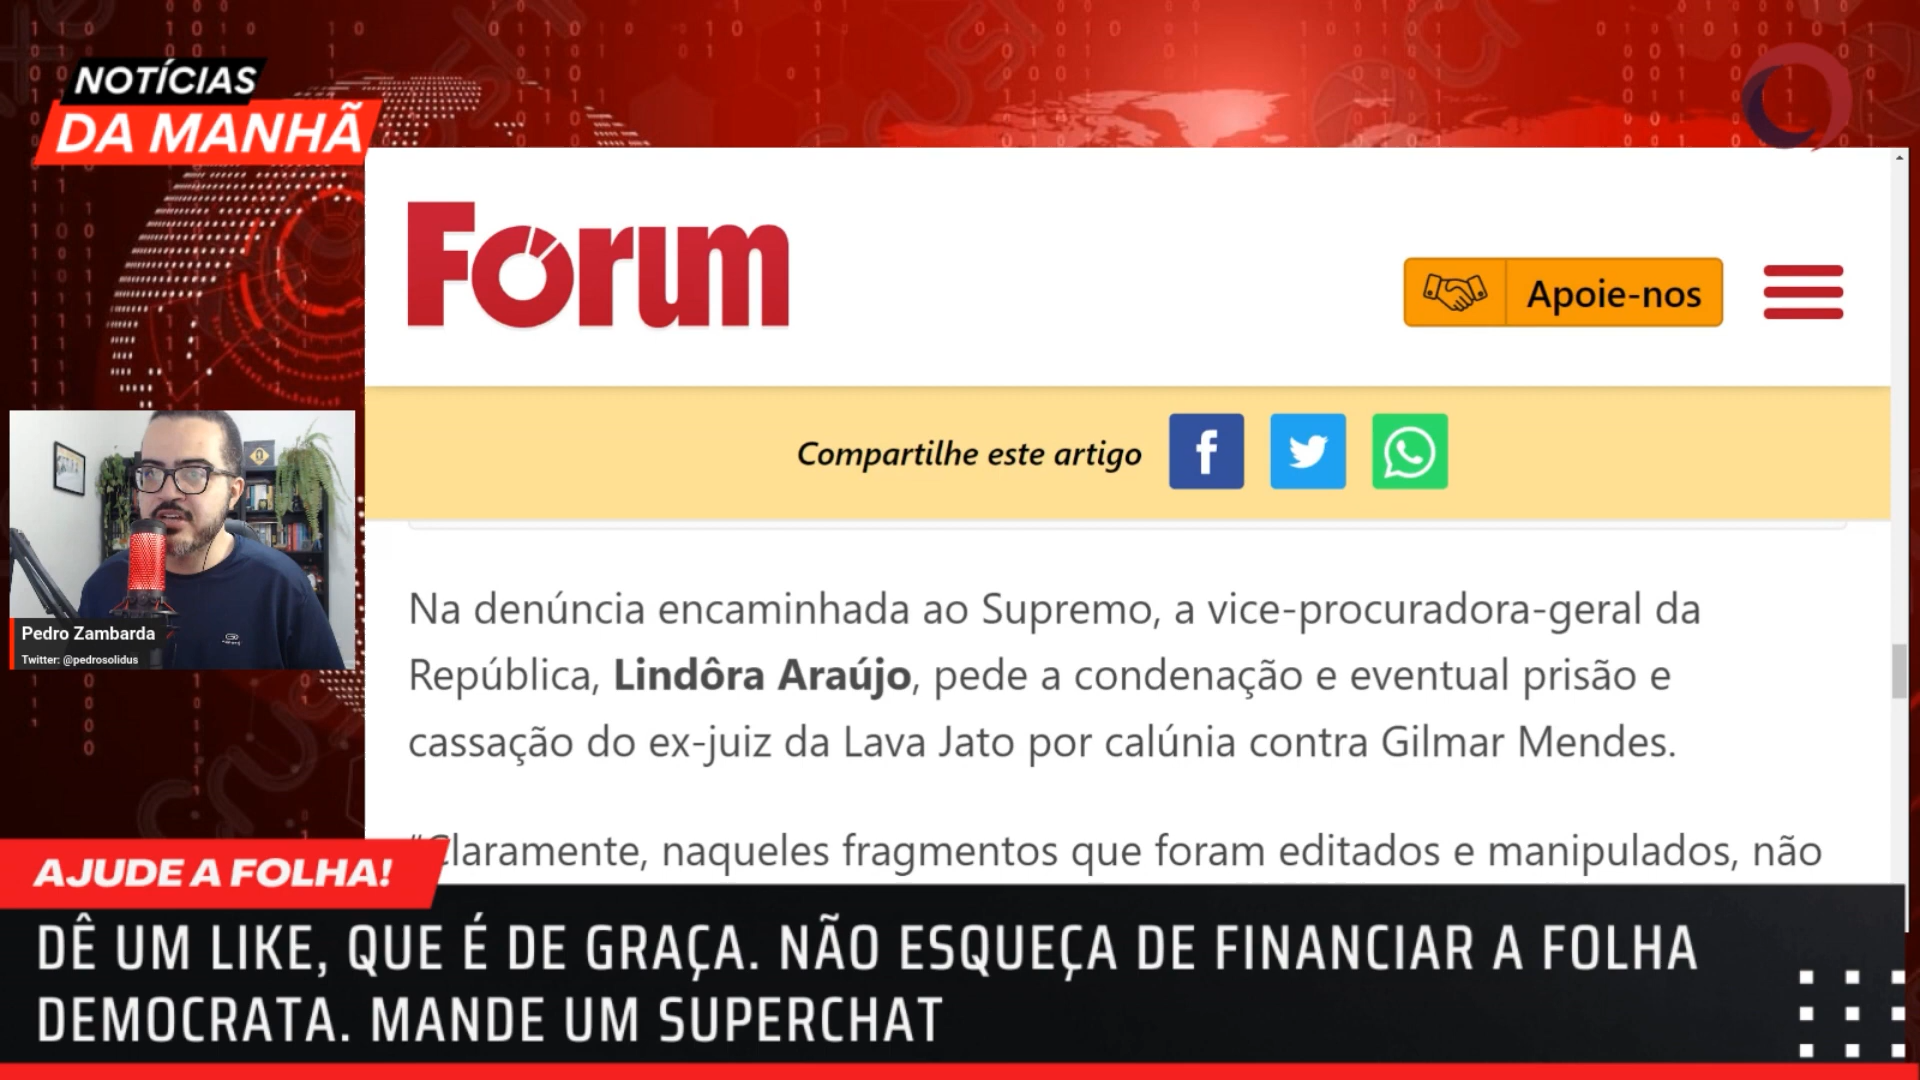 NOTÍCIAS
DA MANHÃ
Forum
Apoie-nos
Compartilhe este artigo
Na denúncia encaminhada ao Supremo, a vice-procuradora-geral da
República, Lindôra Araújo, pede a condenação e eventual prisão e
cassação do ex-juiz da Lava Jato por calúnia contra Gilmar Mendes.
"Claramente, naqueles fragmentos que foram editados e manipulados, não
Pedro Zambarda
Twitter: @pedrosolidus
AJUDE A FOLHA!
DÊ UM LIKE, QUE É DE GRAÇA. NÃO ESQUEÇA DE FINANCIAR A FOLHA
DEMOCRATA. MANDE UM SUPERCHAT